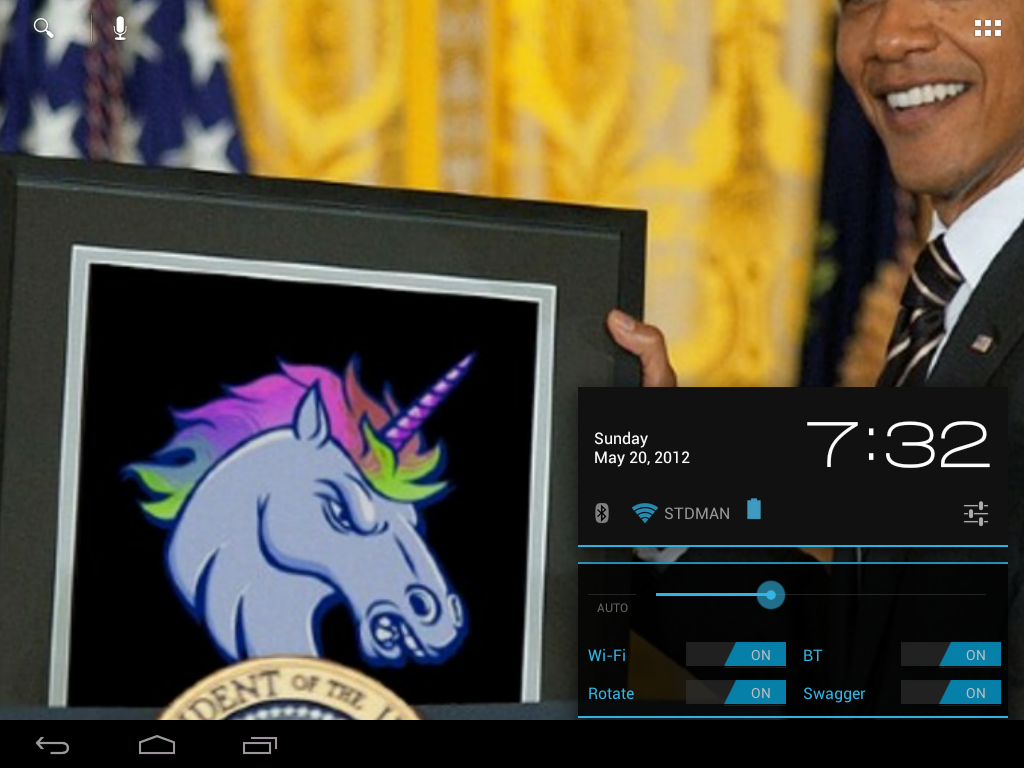 Sunday
May 20, 2012
7:32
STDMAN
AUTO
Wi-Fi ON BT ON
Rotate ON Swagger ON
DENT OF THE